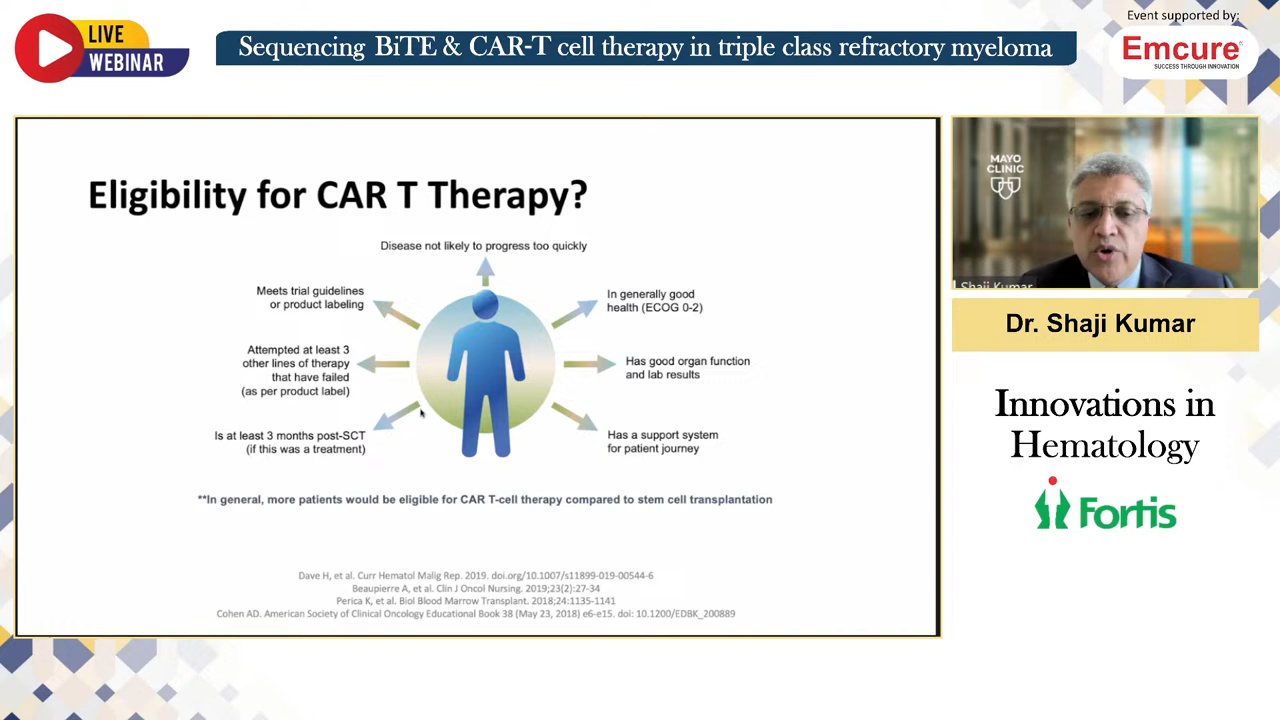 LIVE
WEBINAR
Sequencing BiTE & CAR-T cell therapy in triple class refractory myeloma
Event supported by:
Emcure®
SUCCESS THROUGH INNOVATION
Eligibility for CAR T Therapy?
Disease not likely to progress too quickly
Meets trial guidelines
or product labeling
In generally good
health (ECOG 0-2)
Attempted at least 3
other lines of therapy
that have failed
(as per product label)
Has good organ function
and lab results
Is at least 3 months post-SCT
(if this was a treatment)
Has a support system
for patient journey
**In general, more patients would be eligible for CAR T-cell therapy compared to stem cell transplantation
Dave H, et al. Curr Hematol Malig Rep. 2019. doi.org/10.1007/s11899-019-00544-6
Beaupierre A, et al. Clin J Oncol Nursing. 2019;23(2):27-34
Perica K, et al. Biol Blood Marrow Transplant. 2018;24:1135-1141
Cohen AD. American Society of Clinical Oncology Educational Book 38 (May 23, 2018) e6-e15. doi: 10.1200/EDBK_200889
MAYO
CLINIC
Shaji Kumar
Dr. Shaji Kumar
Innovations in
Hematology
Fortis